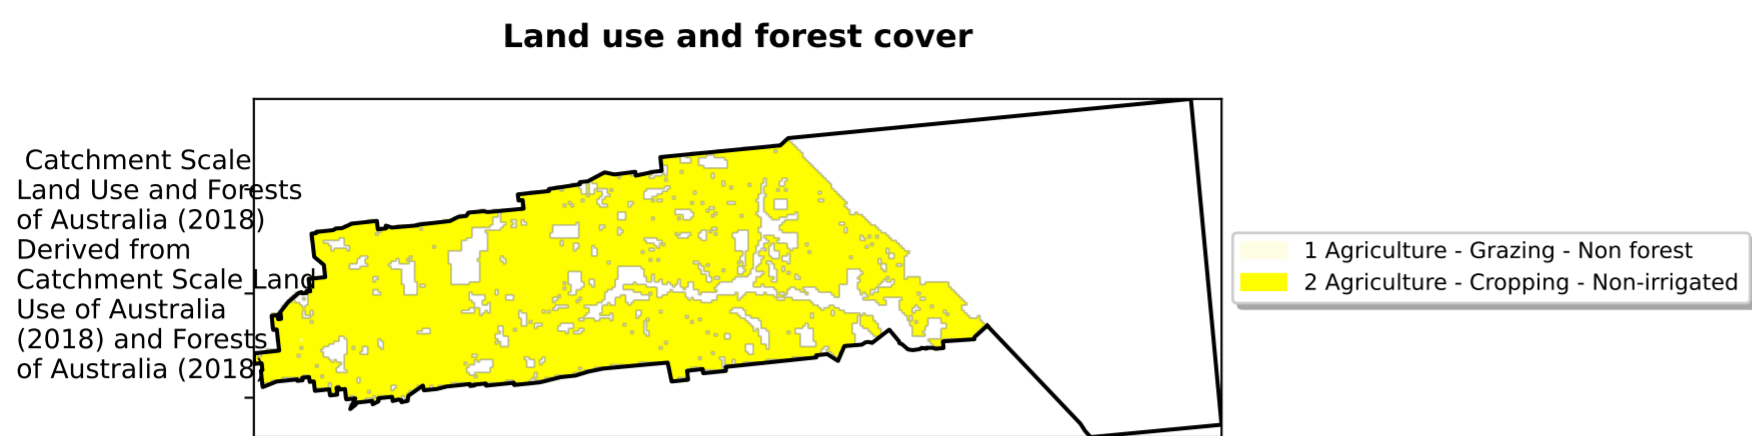 Land use and forest cover
Catchment Scale
Land Use and Forests
of Australia (2018)
Derived from
Catchment Scale Land
Use of Australia
(2018) and Forests
of Australia (2018)
1 Agriculture - Grazing - Non forest
2 Agriculture - Cropping - Non-irrigated